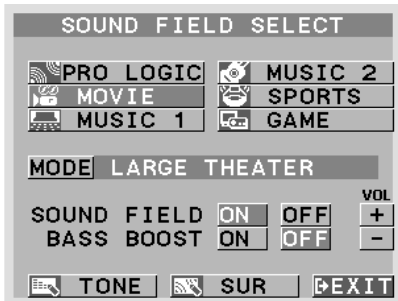 SOUND FIELD SELECT
PRO LOGIC MUSIC 2
MOVIE SPORTS
MUSIC 1 GAME
MODE LARGE THEATER
VOL
SOUND FIELD ON OFF +
BASS BOOST ON OFF -
TONE SUR EXIT